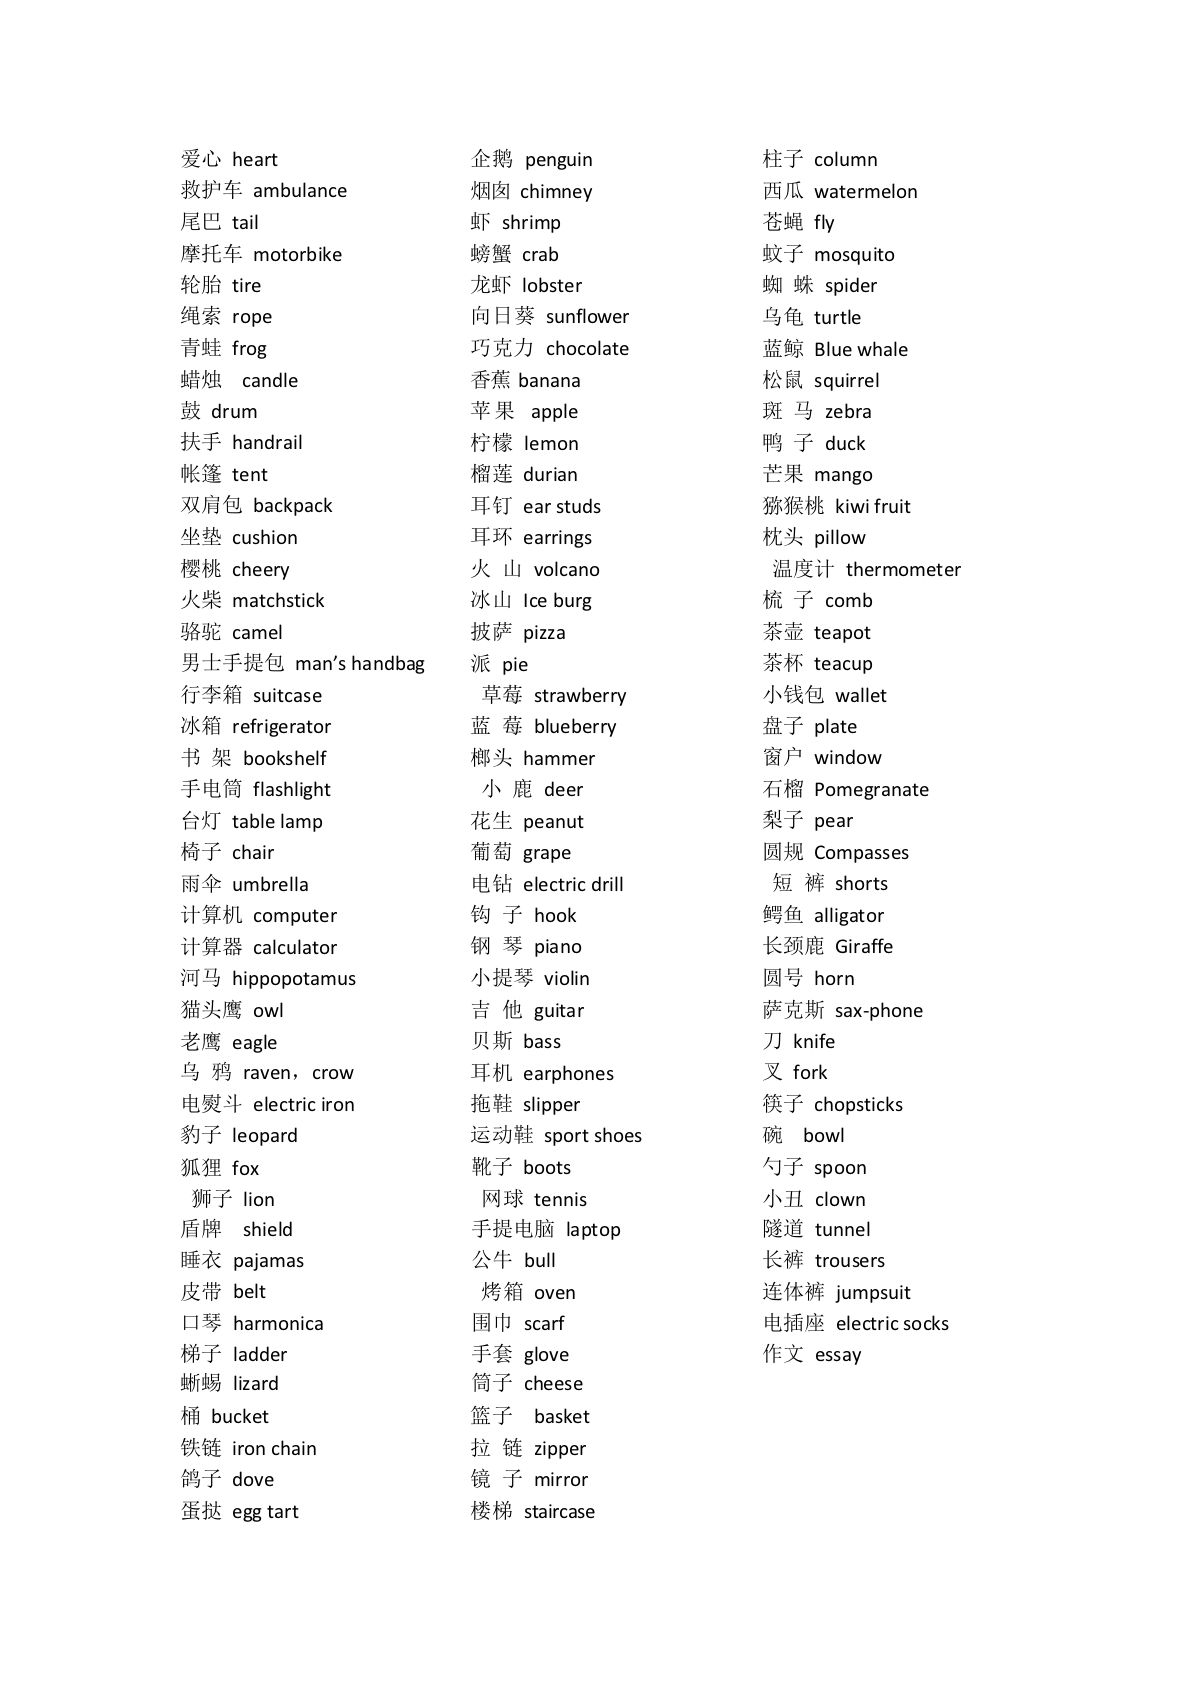 爱心 heart
救护车 ambulance
尾巴 tail
摩托车 motorbike
轮胎 tire
绳索 rope
青蛙 frog
蜡烛 candle
鼓 drum
扶手 handrail
帐篷 tent
双肩包 backpack
坐垫 cushion
樱桃 cheery
火柴 matchstick
骆驼 camel
男士手提包 man’s handbag
行李箱 suitcase
冰箱 refrigerator
书 架 bookshelf
手电筒 flashlight
台灯 table lamp
椅子 chair
雨伞 umbrella
计算机 computer
计算器 calculator
河马 hippopotamus
猫头鹰 owl
老鹰 eagle
乌 鸦 raven，crow
电熨斗 electric iron
豹子 leopard
狐狸 fox
狮子 lion
盾牌 shield
睡衣 pajamas
皮带 belt
口琴 harmonica
梯子 ladder
蜥蜴 lizard
桶 bucket
铁链 iron chain
鸽子 dove
蛋挞 egg tart
企鹅 penguin
烟囱 chimney
虾 shrimp
螃蟹 crab
龙虾 lobster
向日葵 sunflower
巧克力 chocolate
香蕉 banana
苹果 apple
柠檬 lemon
榴莲 durian
耳钉 ear studs
耳环 earrings
火 山 volcano
冰山 Ice burg
披萨 pizza
派 pie
草莓 strawberry
蓝 莓 blueberry
榔头 hammer
小 鹿 deer
花生 peanut
葡萄 grape
电钻 electric drill
钩 子 hook
钢 琴 piano
小提琴 violin
吉 他 guitar
贝斯 bass
耳机 earphones
拖鞋 slipper
运动鞋 sport shoes
靴子 boots
网球 tennis
手提电脑 laptop
公牛 bull
烤箱 oven
围巾 scarf
手套 glove
筒子 cheese
篮子 basket
拉 链 zipper
镜 子 mirror
楼梯 staircase
柱子 column
西瓜 watermelon
苍蝇 fly
蚊子 mosquito
蜘 蛛 spider
乌龟 turtle
蓝鲸 Blue whale
松鼠 squirrel
斑 马 zebra
鸭 子 duck
芒果 mango
猕猴桃 kiwi fruit
枕头 pillow
温度计 thermometer
梳 子 comb
茶壶 teapot
茶杯 teacup
小钱包 wallet
盘子 plate
窗户 window
石榴 Pomegranate
梨子 pear
圆规 Compasses
短 裤 shorts
鳄鱼 alligator
长颈鹿 Giraffe
圆号 horn
萨克斯 sax-phone
刀 knife
叉 fork
筷子 chopsticks
碗 bowl
勺子 spoon
小丑 clown
隧道 tunnel
长裤 trousers
连体裤 jumpsuit
电插座 electric socks
作文 essay